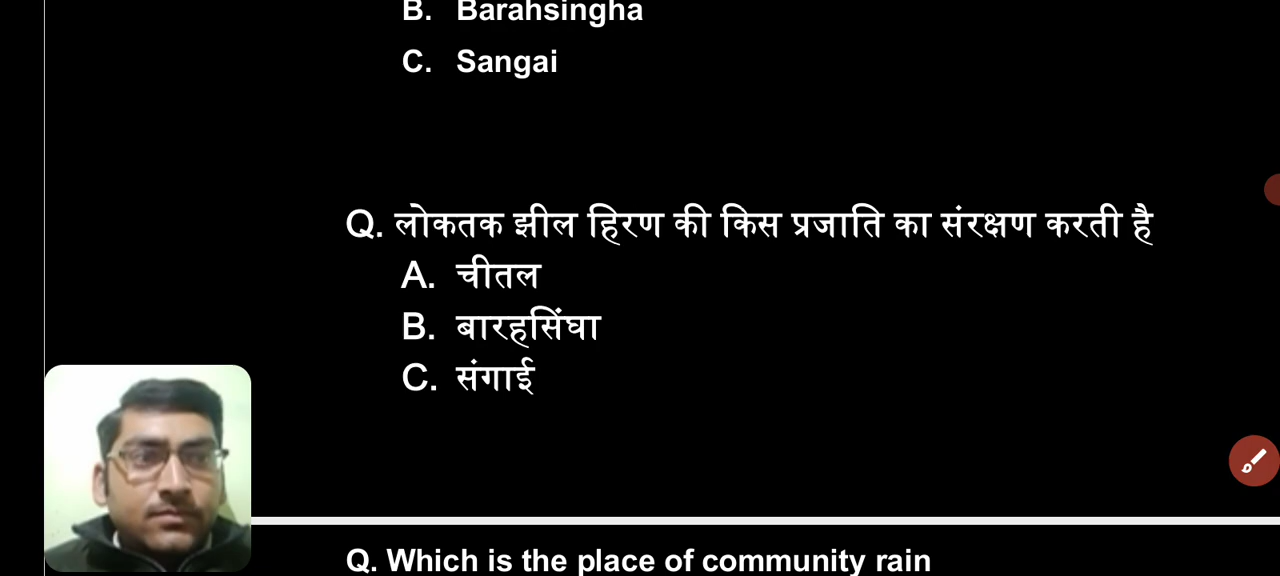 B. Barahsingha
C. Sangai
Q. लोकतक झील हिरण की किस प्रजाति का संरक्षण करती है
A. चीतल
B. बारहसिंघा
C. संगाई
Q. Which is the place of community rain